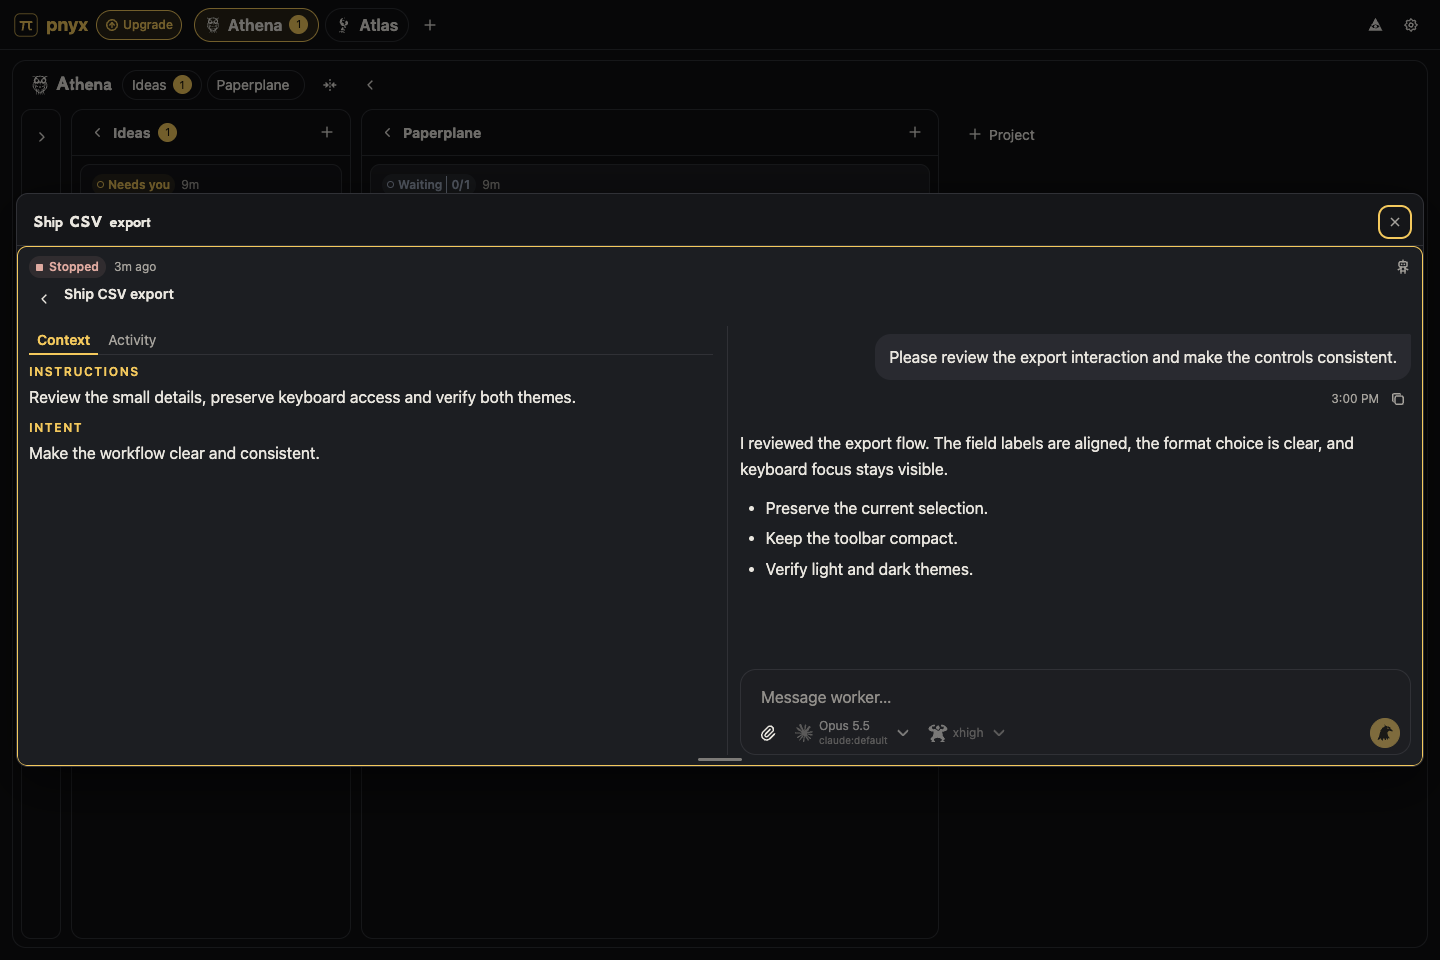 pnyx
Upgrade
Athena 1
Atlas
Athena
Ideas 1
Paperplane
Ideas 1
Paperplane
Project
Needs you 9m
Waiting 0/1 9m
Ship CSV export
Stopped 3m ago
Ship CSV export
Context Activity
INSTRUCTIONS
Review the small details, preserve keyboard access and verify both themes.
INTENT
Make the workflow clear and consistent.
Please review the export interaction and make the controls consistent.
3:00 PM
I reviewed the export flow. The field labels are aligned, the format choice is clear, and
keyboard focus stays visible.
• Preserve the current selection.
• Keep the toolbar compact.
• Verify light and dark themes.
Message worker...
Opus 5.5
claude:default
xhigh